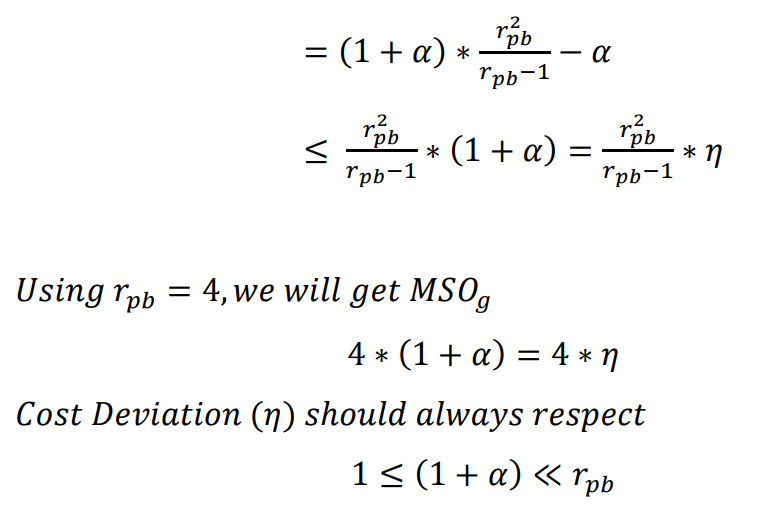 = (1 + α) * r_pb^2 / (r_pb−1) − α
≤ r_pb^2 / (r_pb−1) * (1 + α) = r_pb^2 / (r_pb−1) * η
Using r_pb = 4, we will get MSO_g
4 * (1 + α) = 4 * η
Cost Deviation (η) should always respect
1 ≤ (1 + α) ≪ r_pb